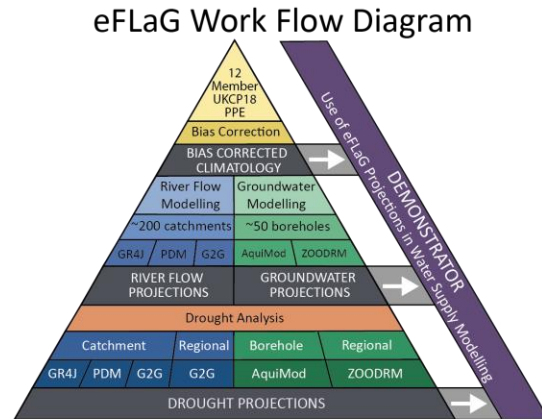 eFLaG Work Flow Diagram
12
Member
UKCP18
PPE
Bias Correction
BIAS CORRECTED
CLIMATOLOGY
River Flow
Modelling
Groundwater
Modelling
~200 catchments
~50 boreholes
GR4J
PDM
G2G
AquiMod
ZOODRM
RIVER FLOW
PROJECTIONS
GROUNDWATER
PROJECTIONS
Drought Analysis
Catchment
Regional
Borehole
Regional
GR4J
PDM
G2G
G2G
AquiMod
ZOODRM
DROUGHT PROJECTIONS
DEMONSTRATOR
Use of eFLaG Projections in Water Supply Modelling